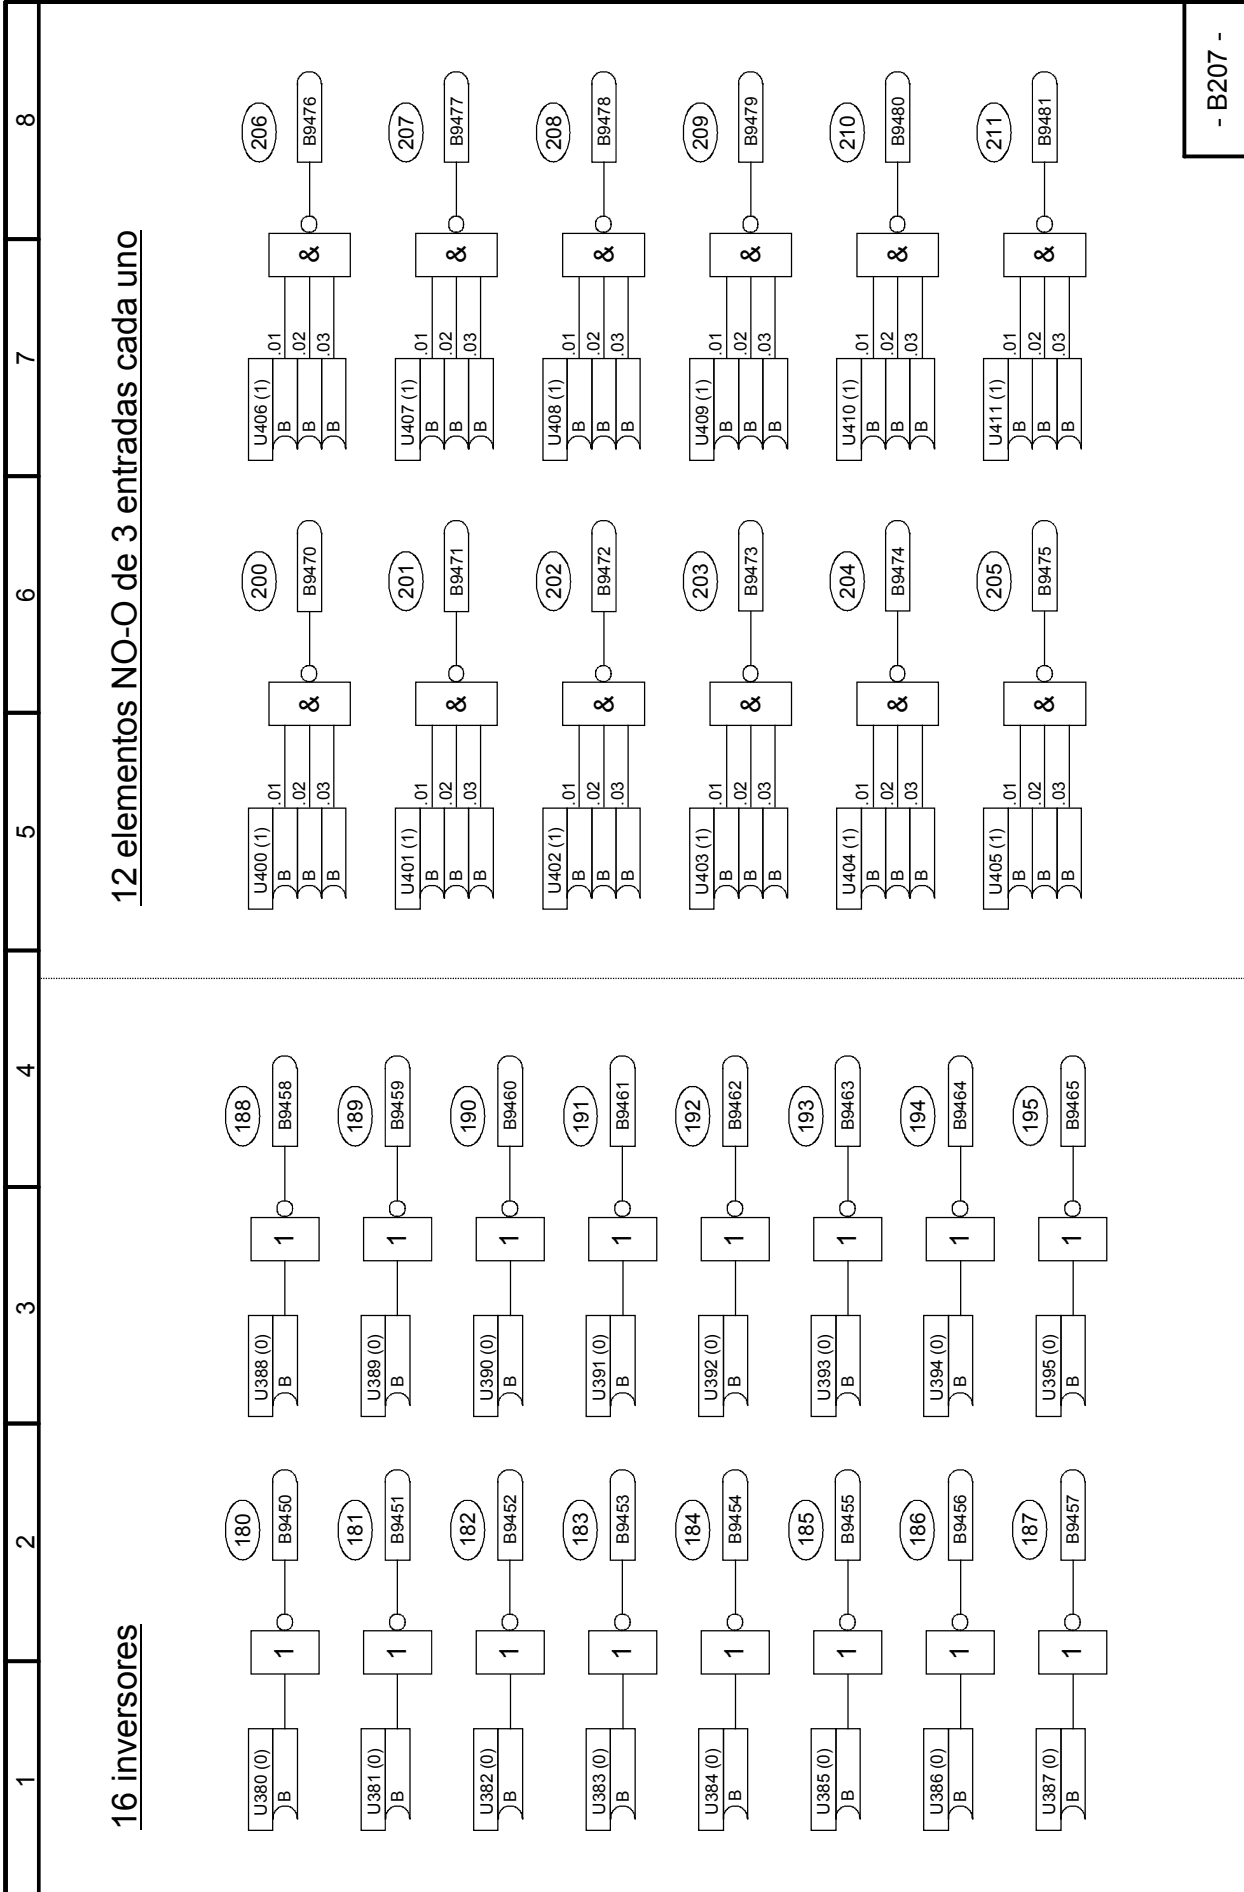 1
2
3
4
5
6
7
8
16 inversores
U380 (0)
B
1
180
B9450
U381 (0)
B
1
181
B9451
U382 (0)
B
1
182
B9452
U383 (0)
B
1
183
B9453
U384 (0)
B
1
184
B9454
U385 (0)
B
1
185
B9455
U386 (0)
B
1
186
B9456
U387 (0)
B
1
187
B9457
U388 (0)
B
1
188
B9458
U389 (0)
B
1
189
B9459
U390 (0)
B
1
190
B9460
U391 (0)
B
1
191
B9461
U392 (0)
B
1
192
B9462
U393 (0)
B
1
193
B9463
U394 (0)
B
1
194
B9464
U395 (0)
B
1
195
B9465
12 elementos NO-O de 3 entradas cada uno
U400 (1)
B .01
B .02
B .03
&
200
B9470
U401 (1)
B .01
B .02
B .03
&
201
B9471
U402 (1)
B .01
B .02
B .03
&
202
B9472
U403 (1)
B .01
B .02
B .03
&
203
B9473
U404 (1)
B .01
B .02
B .03
&
204
B9474
U405 (1)
B .01
B .02
B .03
&
205
B9475
U406 (1)
B .01
B .02
B .03
&
206
B9476
U407 (1)
B .01
B .02
B .03
&
207
B9477
U408 (1)
B .01
B .02
B .03
&
208
B9478
U409 (1)
B .01
B .02
B .03
&
209
B9479
U410 (1)
B .01
B .02
B .03
&
210
B9480
U411 (1)
B .01
B .02
B .03
&
211
B9481
- B207 -